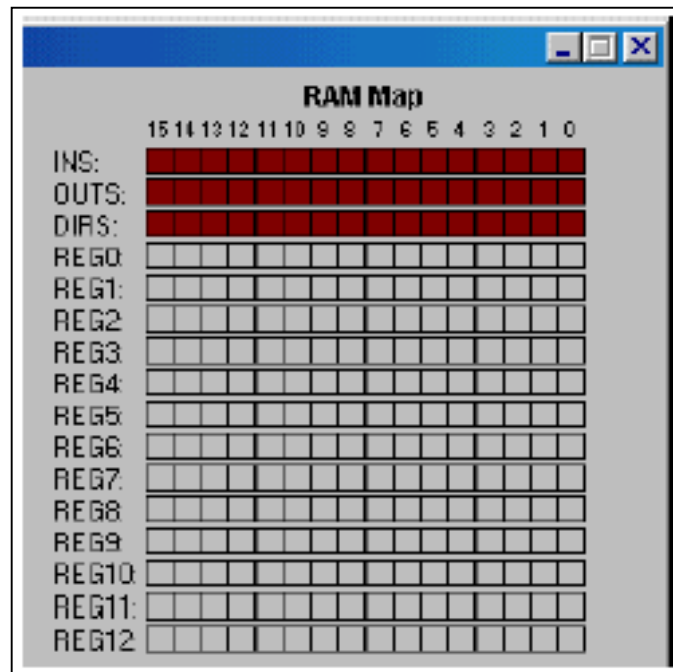 RAM Map
15 14 13 12 11 10 9 8 7 6 5 4 3 2 1 0
INS:
OUTS:
DIRS:
REG0:
REG1:
REG2:
REG3:
REG4:
REG5:
REG6:
REG7:
REG8:
REG9:
REG10:
REG11:
REG12: